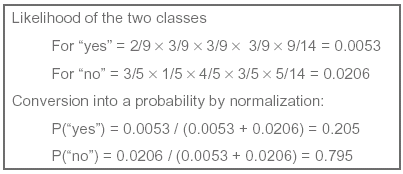 Likelihood of the two classes
For “yes” = 2/9 × 3/9 × 3/9 × 3/9 × 9/14 = 0.0053
For “no” = 3/5 × 1/5 × 4/5 × 3/5 × 5/14 = 0.0206
Conversion into a probability by normalization:
P(“yes”) = 0.0053 / (0.0053 + 0.0206) = 0.205
P(“no”) = 0.0206 / (0.0053 + 0.0206) = 0.795